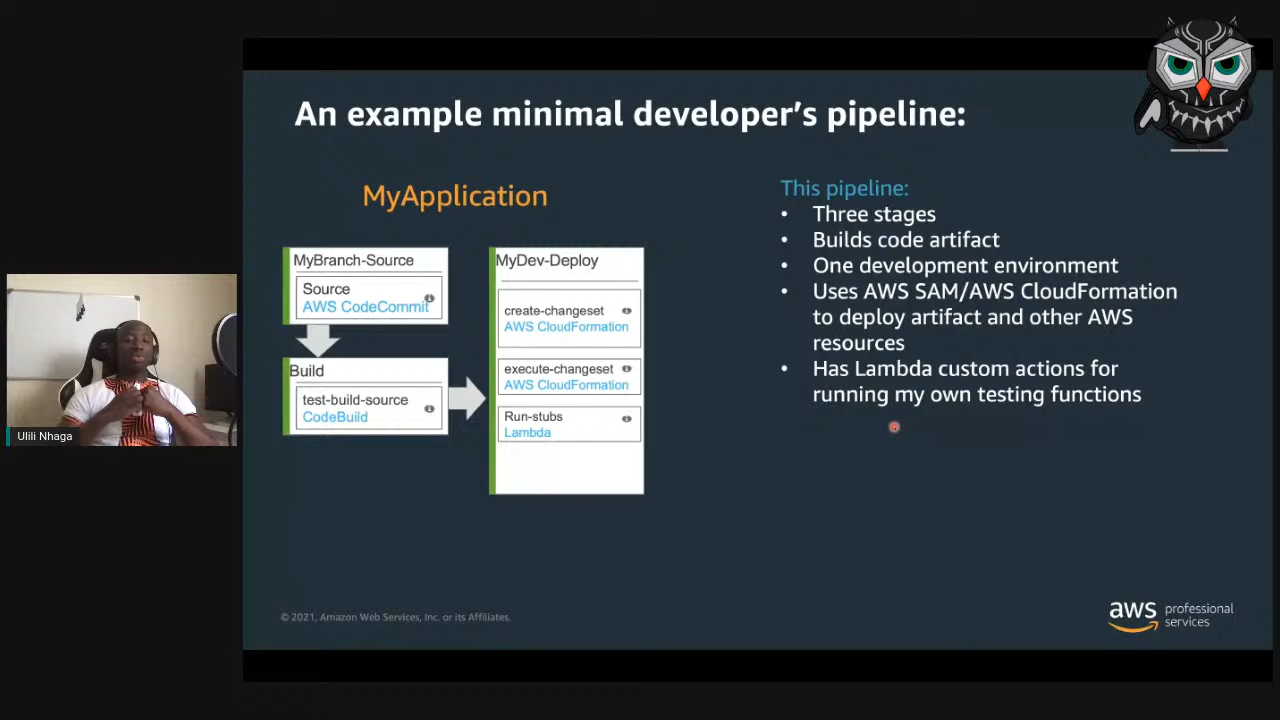 An example minimal developer’s pipeline:
MyApplication
MyBranch-Source
Source
AWS CodeCommit
Build
test-build-source
CodeBuild
MyDev-Deploy
create-changeset
AWS CloudFormation
execute-changeset
AWS CloudFormation
Run-stubs
Lambda
This pipeline:
• Three stages
• Builds code artifact
• One development environment
• Uses AWS SAM/AWS CloudFormation
to deploy artifact and other AWS
resources
• Has Lambda custom actions for
running my own testing functions
Ulili Nhaga
© 2021, Amazon Web Services, Inc. or its Affiliates.
aws professional
services